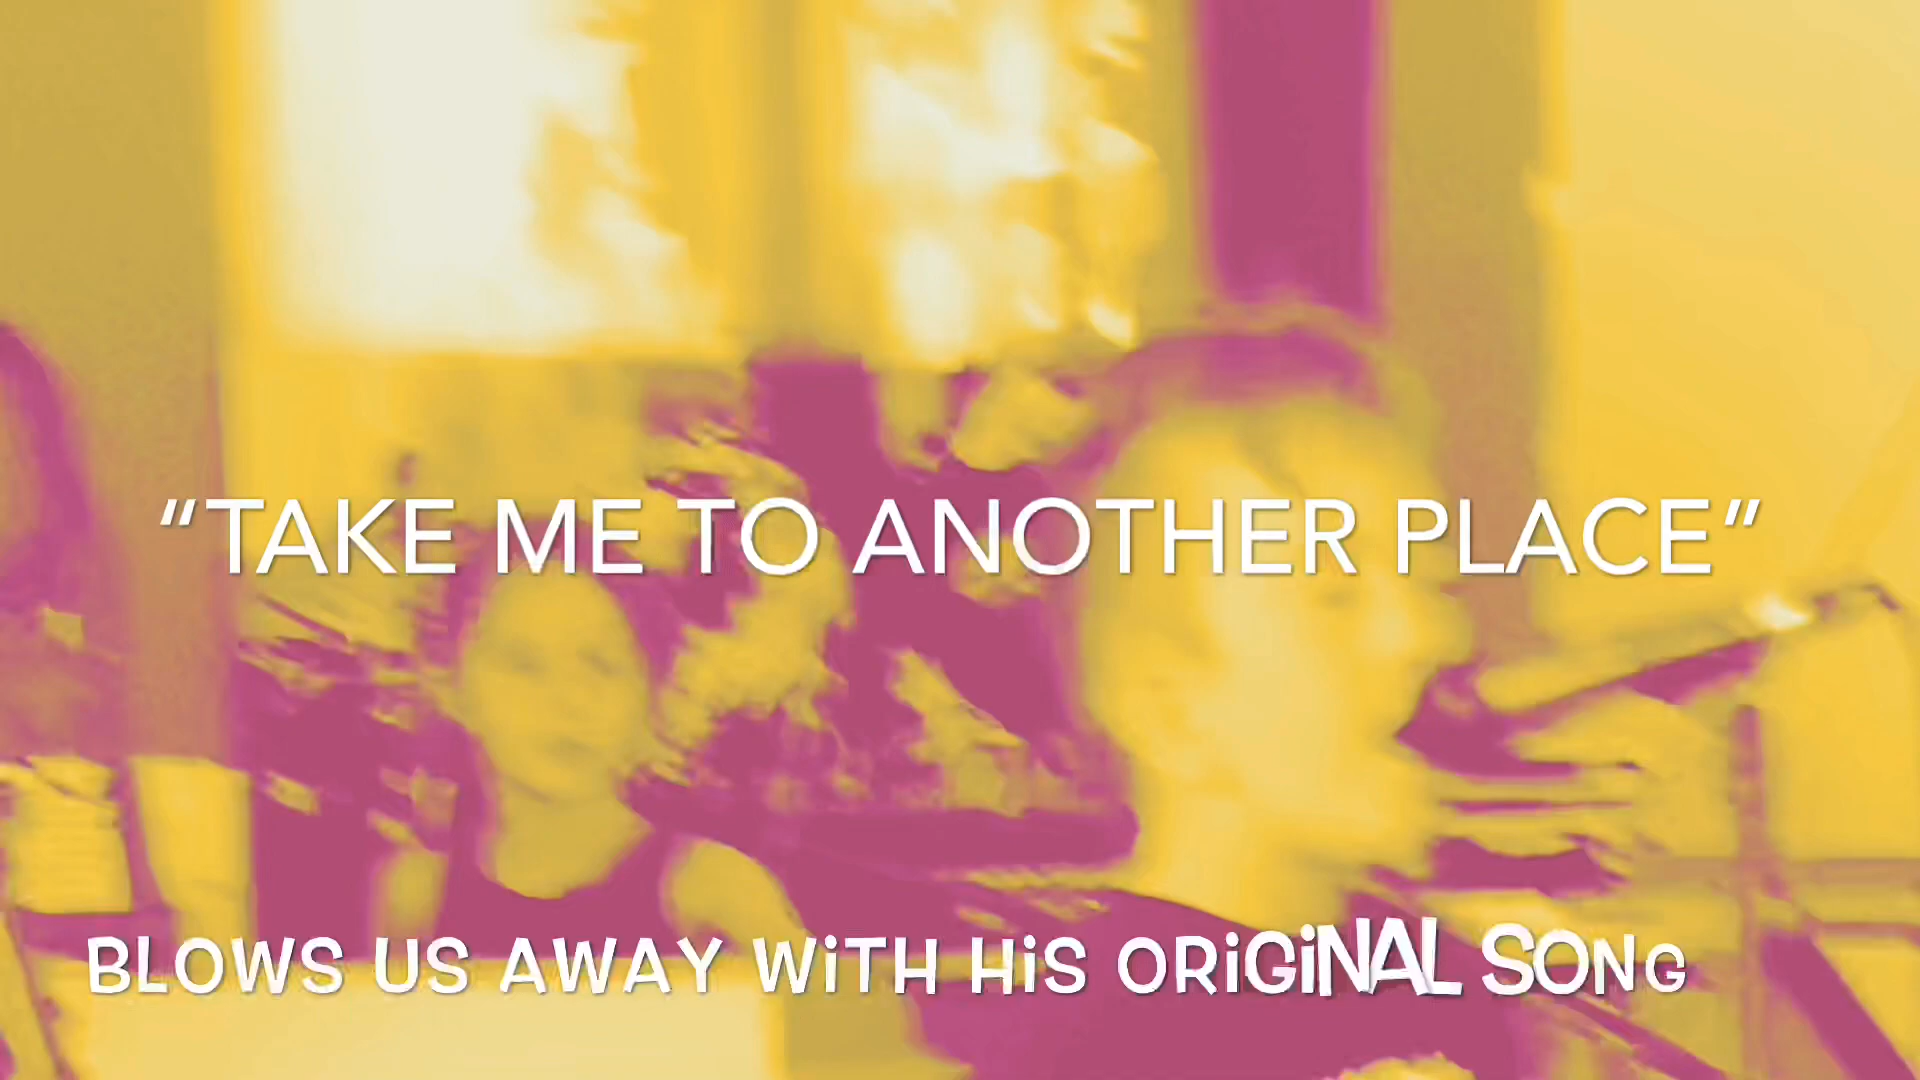 “TAKE ME TO ANOTHER PLACE”
BLOWS US AWAY WiTH HiS ORiGiNAL SONG